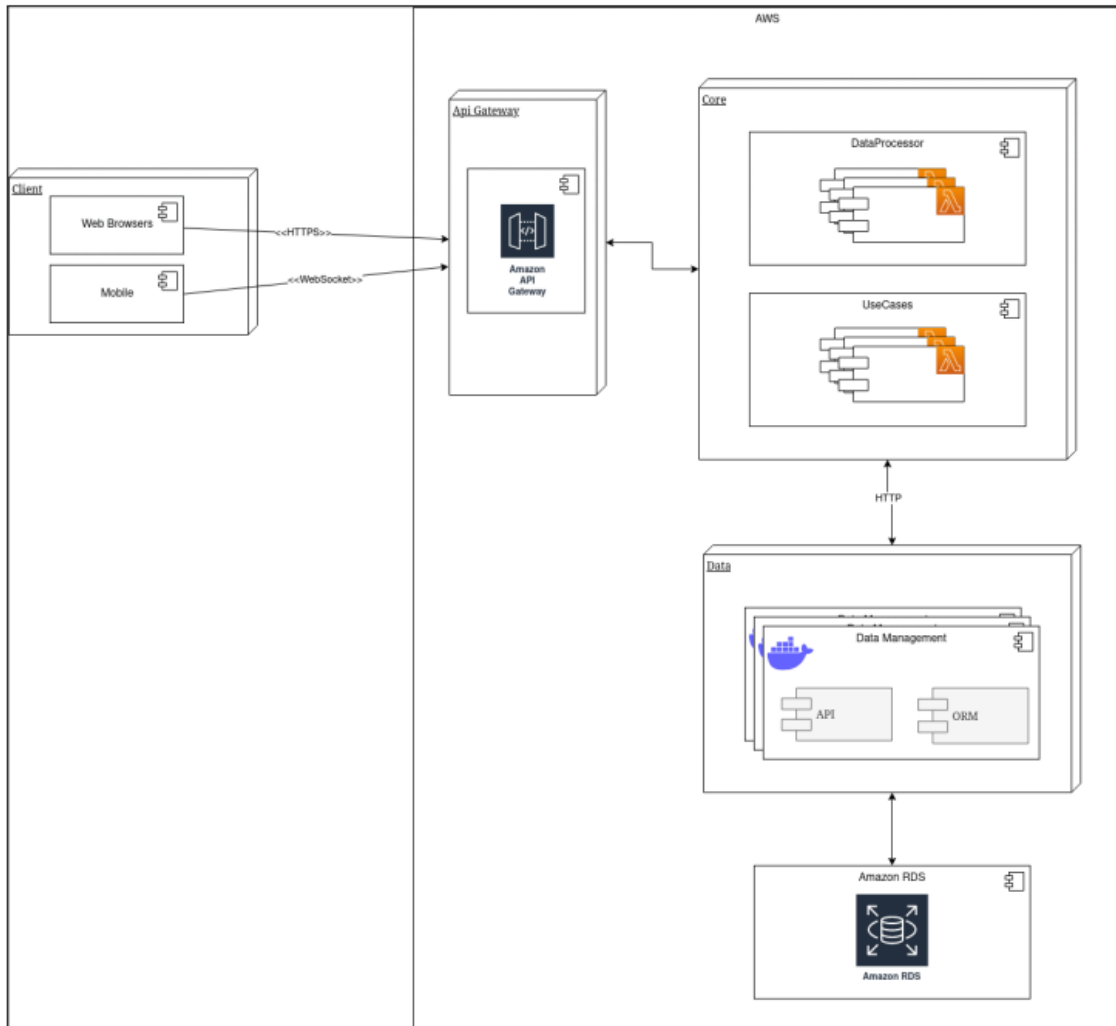 AWS
Api Gateway
Core
DataProcessor
Client
Web Browsers
<<HTTPS>>
Mobile
<<WebSocket>>
Amazon
API
Gateway
UseCases
HTTP
Data
Data Management
API
ORM
Amazon RDS
Amazon RDS